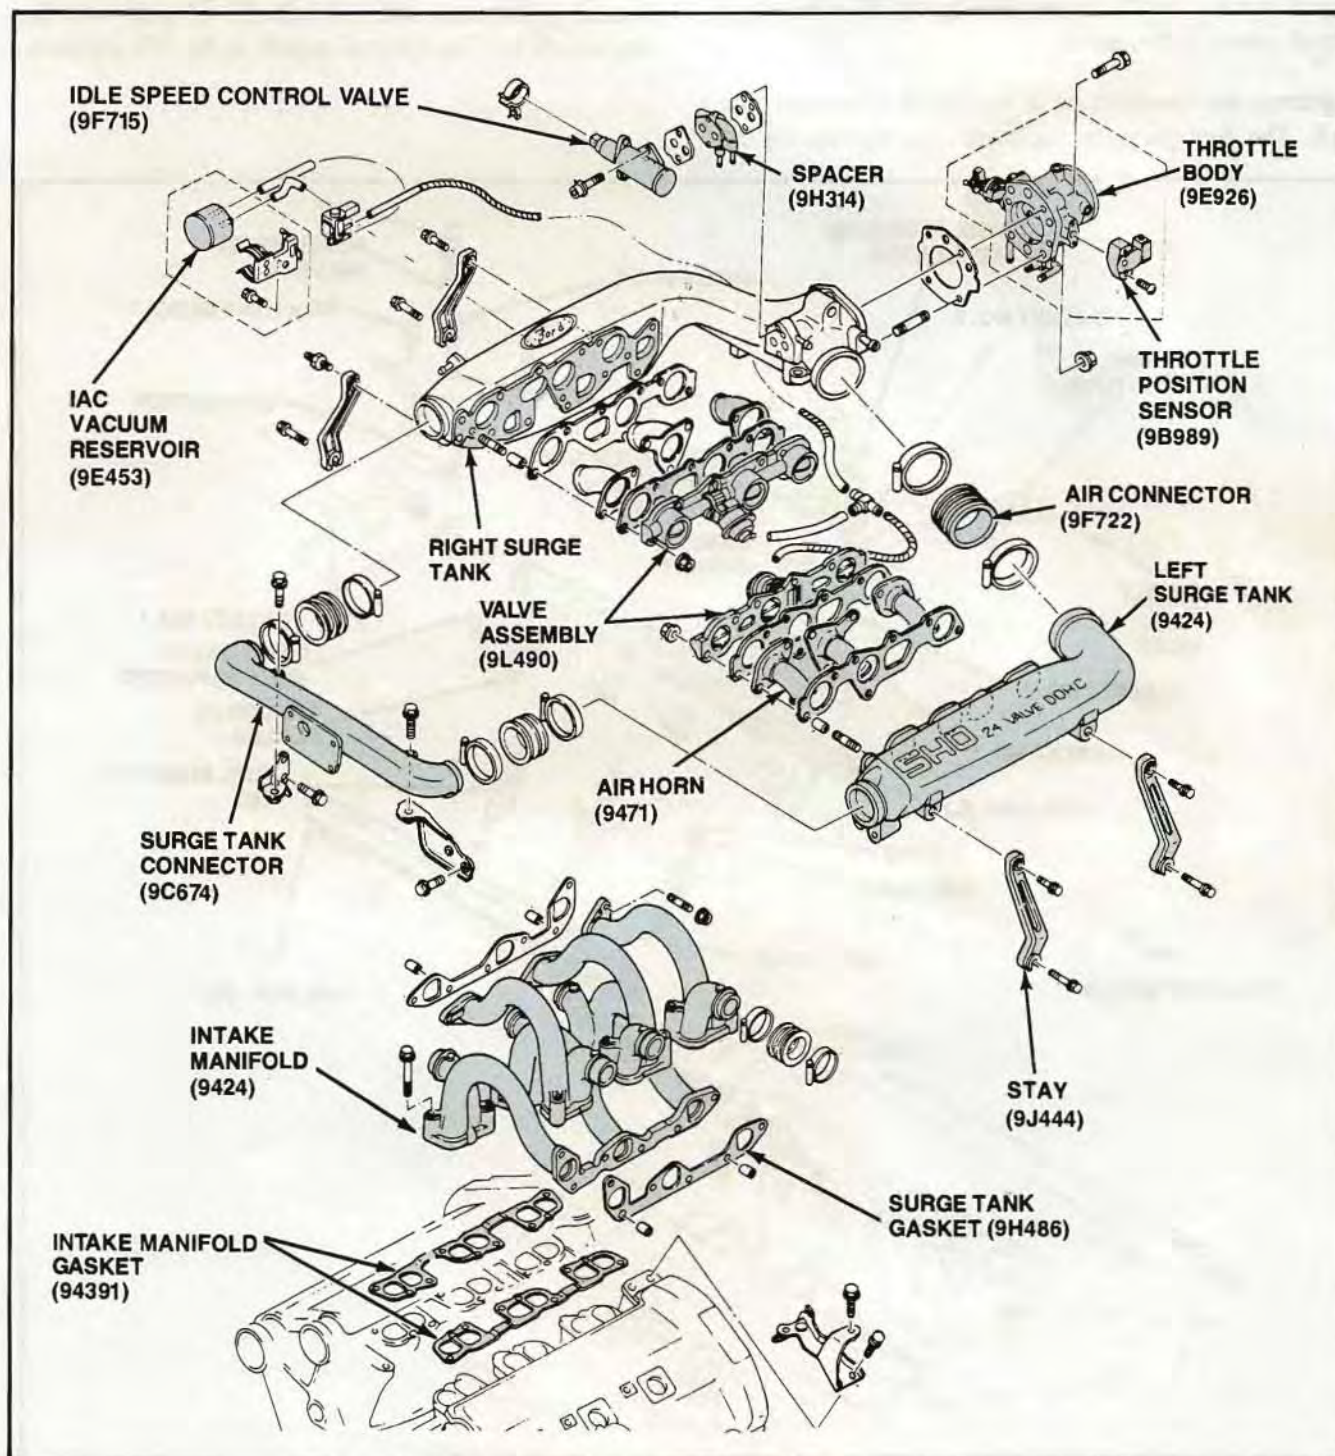 IDLE SPEED CONTROL VALVE
(9F715)
SPACER
(9H314)
THROTTLE
BODY
(9E926)
Ford
IAC
VACUUM
RESERVOIR
(9E453)
THROTTLE
POSITION
SENSOR
(9B989)
AIR CONNECTOR
(9F722)
RIGHT SURGE
TANK
LEFT
SURGE TANK
(9424)
VALVE
ASSEMBLY
(9L490)
SHO
24 VALVE DOHC
AIR HORN
(9471)
SURGE TANK
CONNECTOR
(9C674)
INTAKE
MANIFOLD
(9424)
STAY
(9J444)
SURGE TANK
GASKET (9H486)
INTAKE MANIFOLD
GASKET
(94391)